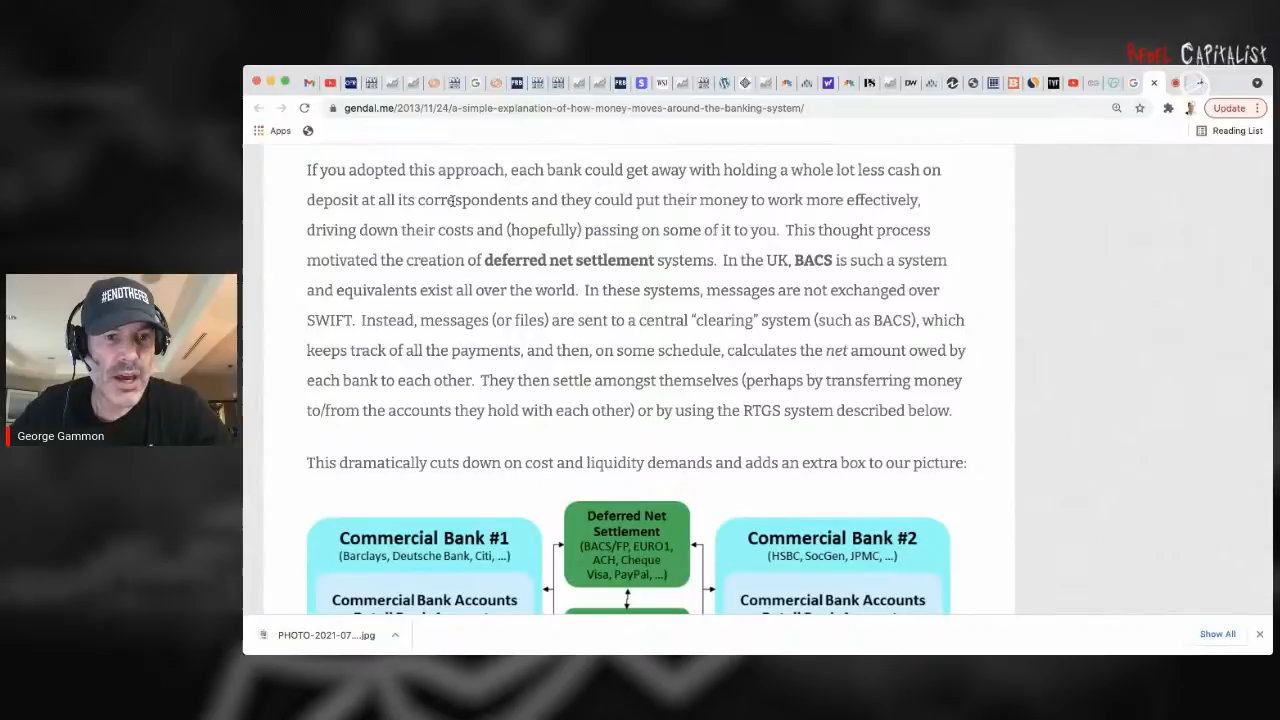 REBEL CAPITALIST
gendal.me/2013/11/24/a-simple-explanation-of-how-money-moves-around-the-banking-system/
Update
Apps
Reading List
If you adopted this approach, each bank could get away with holding a whole lot less cash on
deposit at all its correspondents and they could put their money to work more effectively,
driving down their costs and (hopefully) passing on some of it to you. This thought process
motivated the creation of deferred net settlement systems. In the UK, BACS is such a system
and equivalents exist all over the world. In these systems, messages are not exchanged over
SWIFT. Instead, messages (or files) are sent to a central “clearing” system (such as BACS), which
keeps track of all the payments, and then, on some schedule, calculates the net amount owed by
each bank to each other. They then settle amongst themselves (perhaps by transferring money
to/from the accounts they hold with each other) or by using the RTGS system described below.
This dramatically cuts down on cost and liquidity demands and adds an extra box to our picture:
#ENDTHEFED
George Gammon
Commercial Bank #1
(Barclays, Deutsche Bank, Citi, ...)
Commercial Bank Accounts
Deferred Net
Settlement
(BACS/FP, EURO1,
ACH, Cheque
Visa, PayPal, ...)
Commercial Bank #2
(HSBC, SocGen, JPMC, ...)
Commercial Bank Accounts
PHOTO-2021-07....jpg
Show All